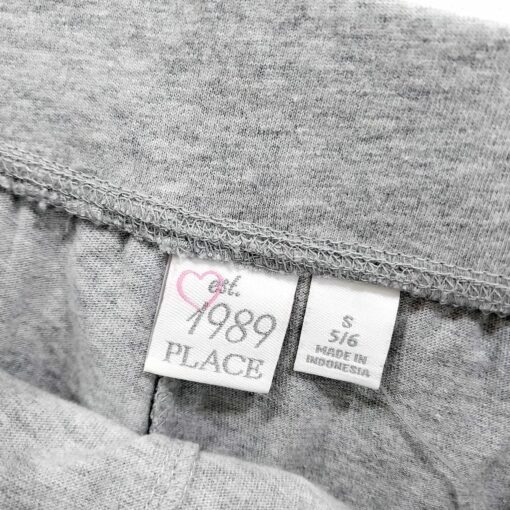 est.
1989
PLACE
S
5/6
MADE IN
INDONESIA